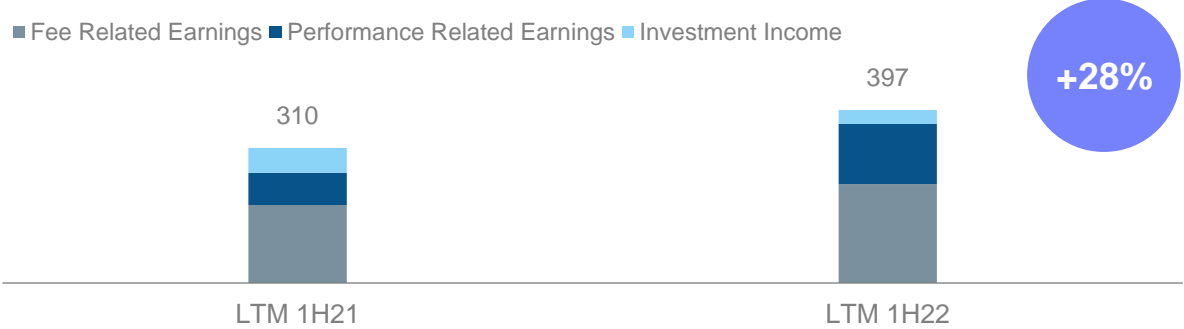 Fee Related Earnings Performance Related Earnings Investment Income
+28%
397
310
LTM 1H21 LTM 1H22